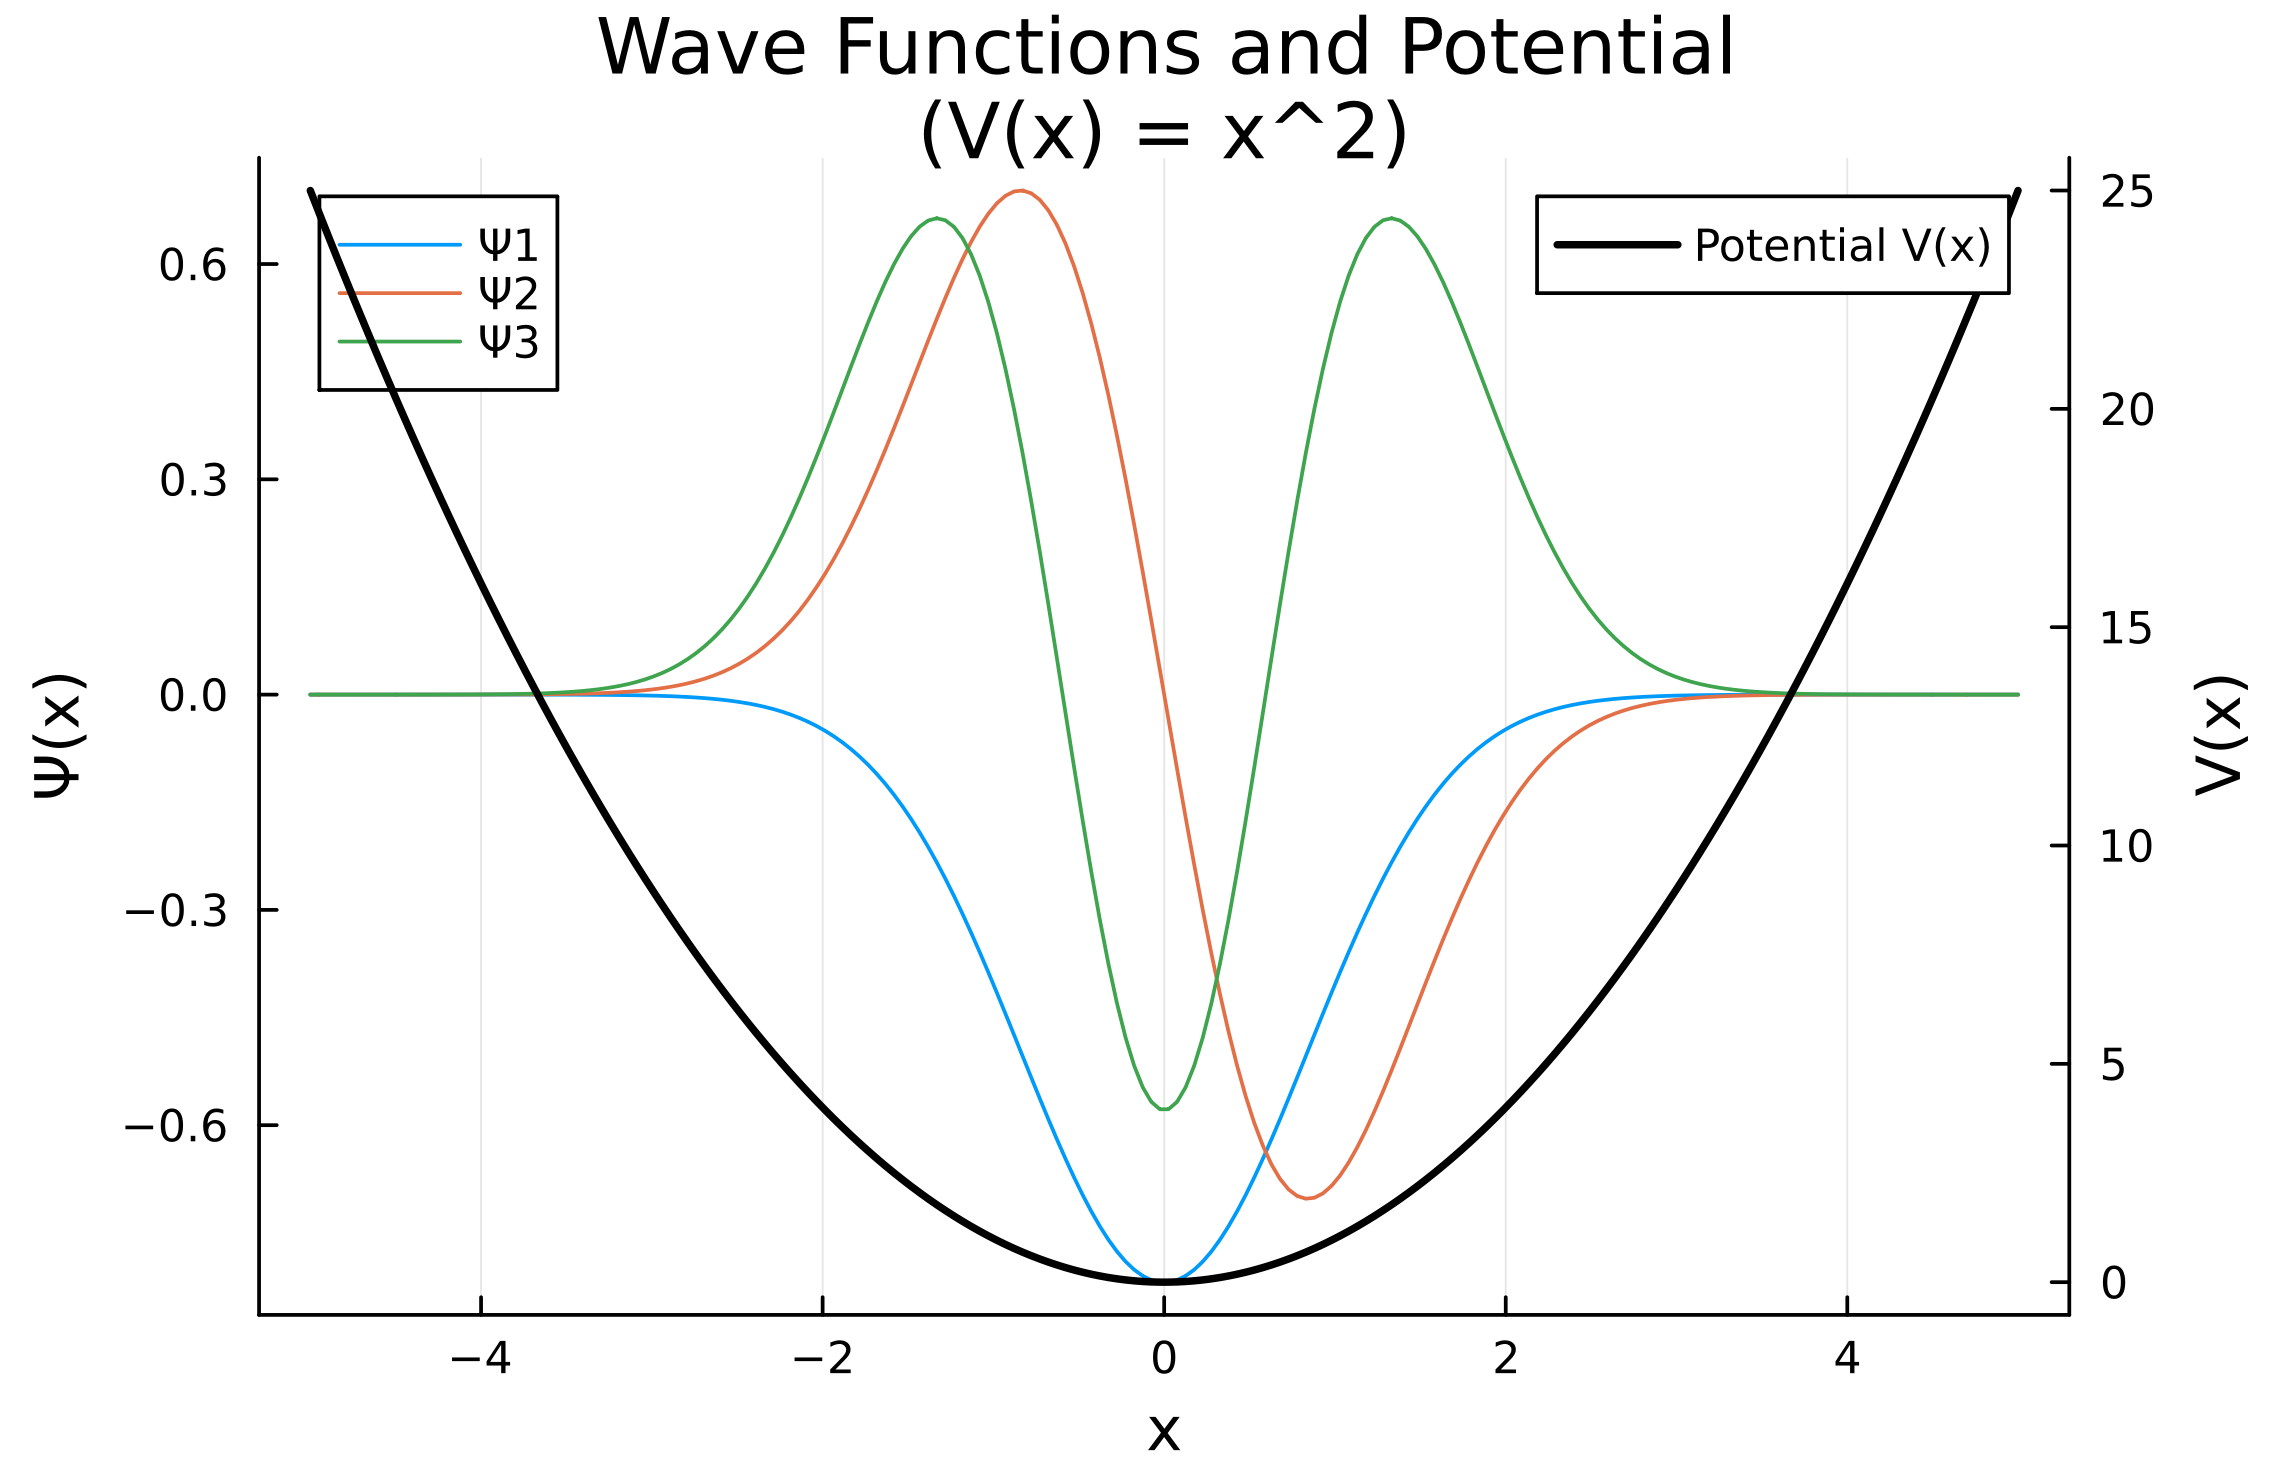 Wave Functions and Potential
(V(x) = x^2)
Ψ1
Ψ2
Ψ3
Potential V(x)
0.6
0.3
0.0
−0.3
−0.6
Ψ(x)
25
20
15
10
5
0
V(x)
−4
−2
0
2
4
x